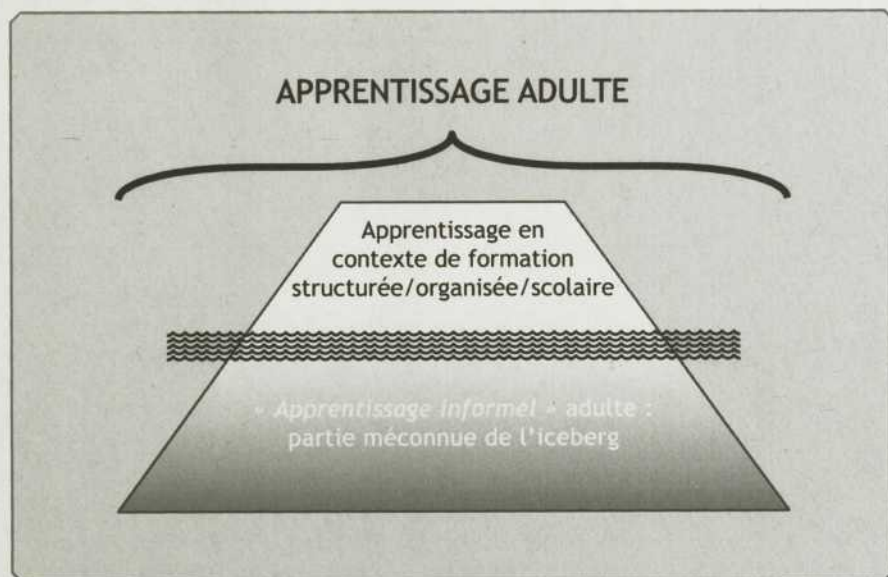 APPRENTISSAGE ADULTE
Apprentissage en
contexte de formation
structurée/organisée/scolaire
« Apprentissage informel » adulte :
partie méconnue de l'iceberg